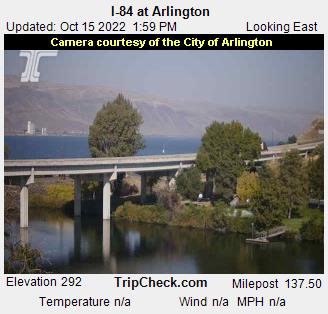 I-84 at Arlington
Updated: Oct 15 2022 1:59 PM Looking East
Camera courtesy of the City of Arlington
Elevation 292 TripCheck.com Milepost 137.50
Temperature n/a Wind n/a MPH n/a